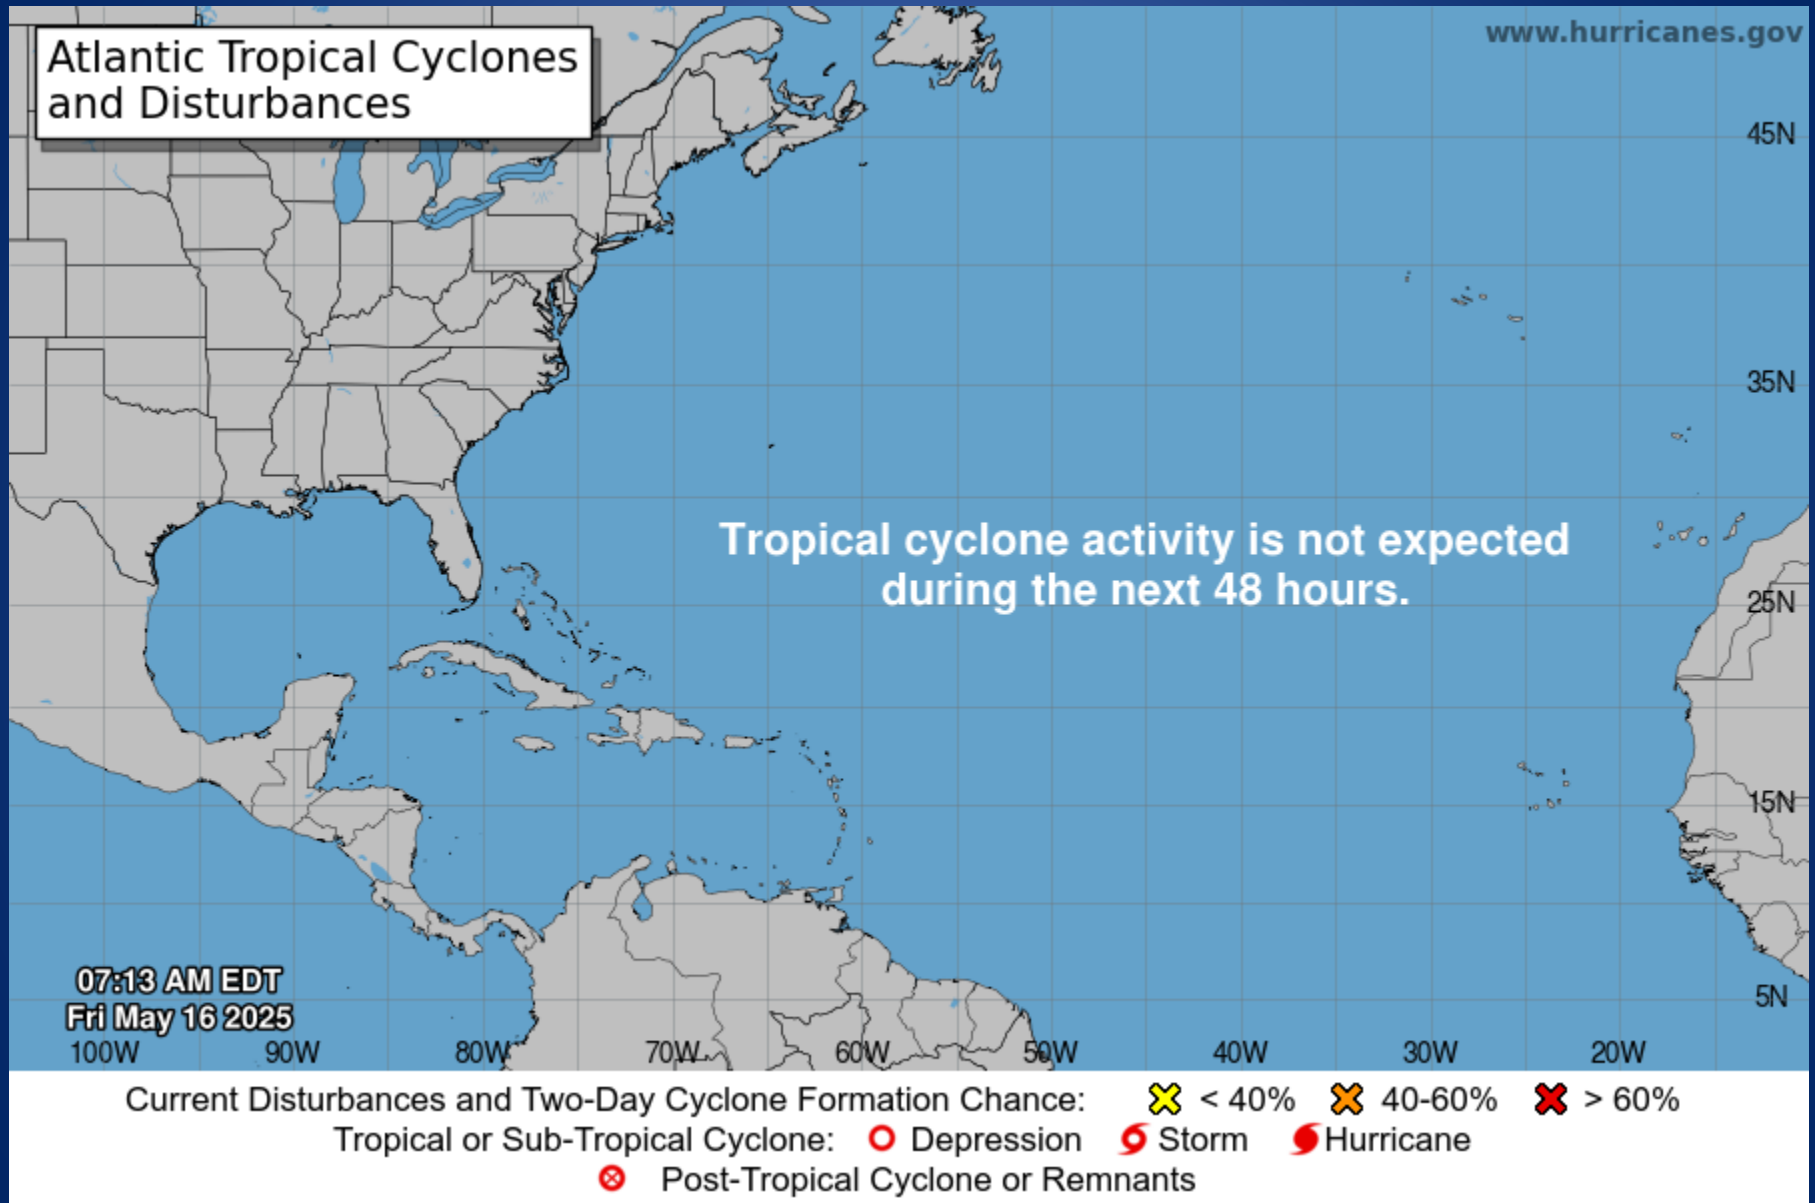 www.hurricanes.gov
Atlantic Tropical Cyclones
and Disturbances
45N
35N
Tropical cyclone activity is not expected
during the next 48 hours.
25N
15N
07:13 AM EDT
Fri May 16 2025
5N
100W 90W 80W 70W 60W 50W 40W 30W 20W
Current Disturbances and Two-Day Cyclone Formation Chance: < 40% 40-60% > 60%
Tropical or Sub-Tropical Cyclone: Depression Storm Hurricane
Post-Tropical Cyclone or Remnants